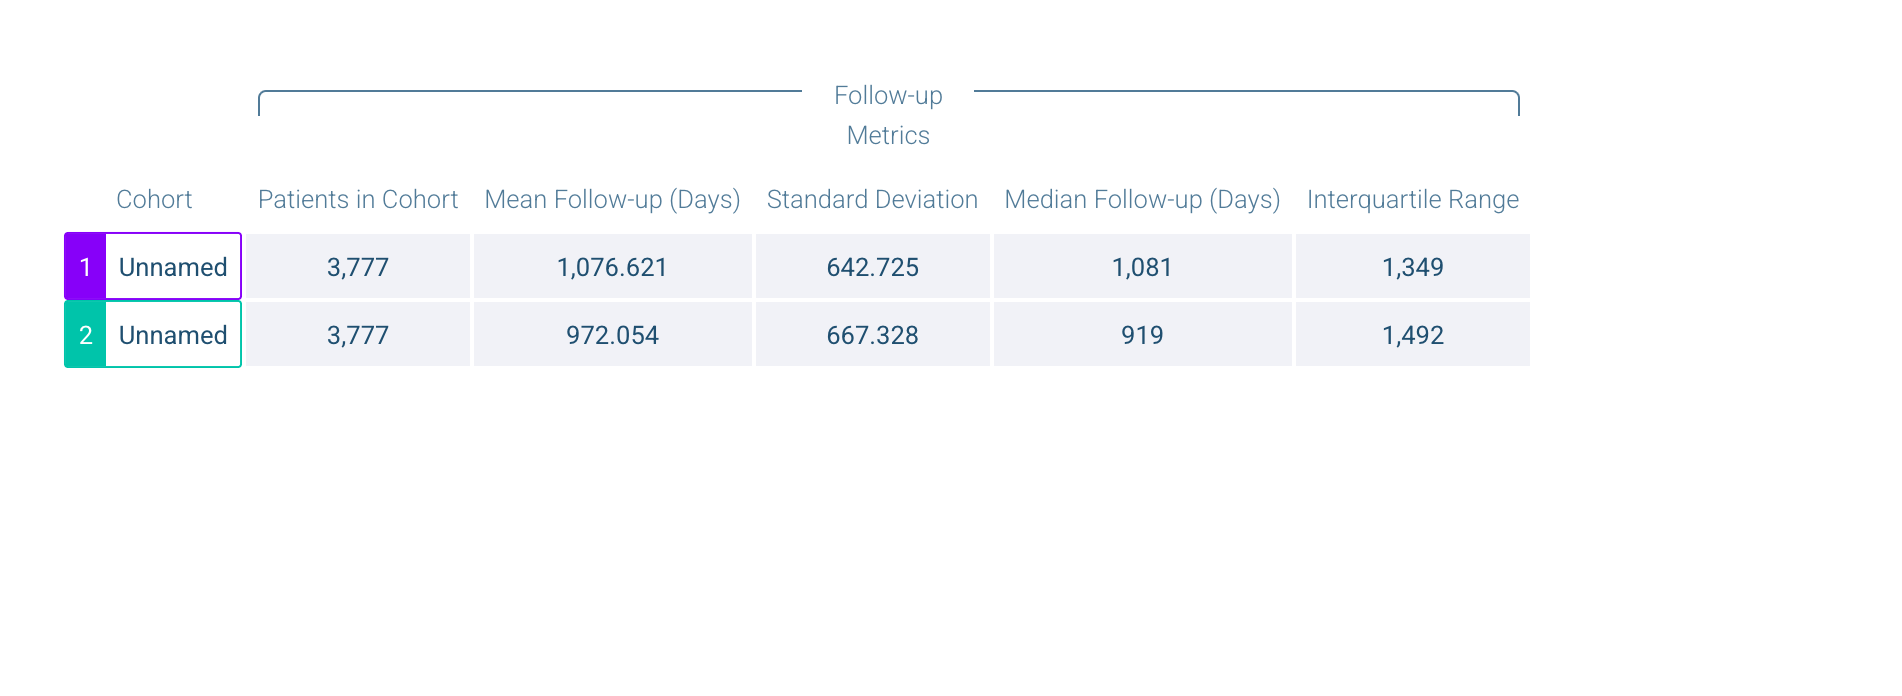 Follow-up
Metrics
Cohort Patients in Cohort Mean Follow-up (Days) Standard Deviation Median Follow-up (Days) Interquartile Range
1 Unnamed 3,777 1,076.621 642.725 1,081 1,349
2 Unnamed 3,777 972.054 667.328 919 1,492